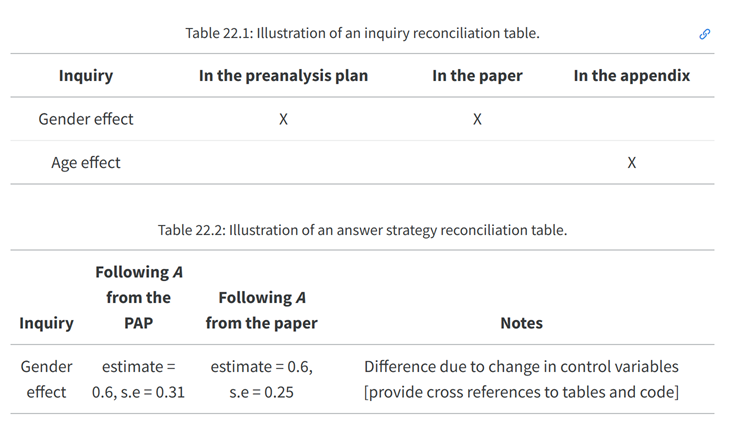 Table 22.1: Illustration of an inquiry reconciliation table.
Inquiry In the preanalysis plan In the paper In the appendix
Gender effect X X
Age effect X
Table 22.2: Illustration of an answer strategy reconciliation table.
Following A
from the Following A
Inquiry PAP from the paper Notes
Gender estimate = estimate = 0.6, Difference due to change in control variables
effect 0.6, s.e = 0.31 s.e = 0.25 [provide cross references to tables and code]